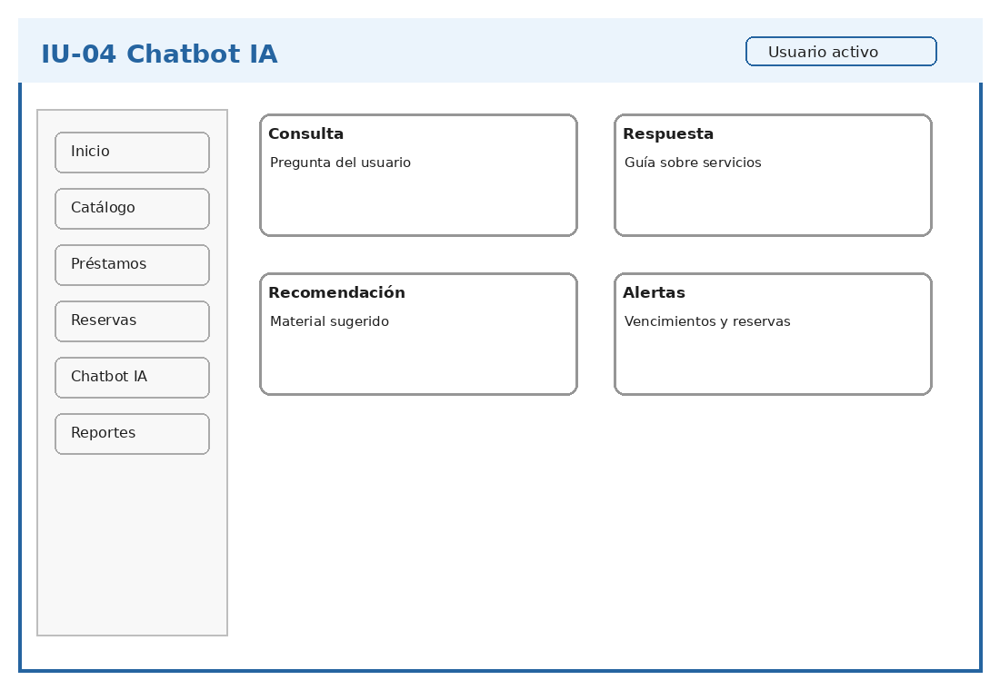 IU-04 Chatbot IA
Usuario activo
Inicio
Catálogo
Préstamos
Reservas
Chatbot IA
Reportes
Consulta
Pregunta del usuario
Respuesta
Guía sobre servicios
Recomendación
Material sugerido
Alertas
Vencimientos y reservas